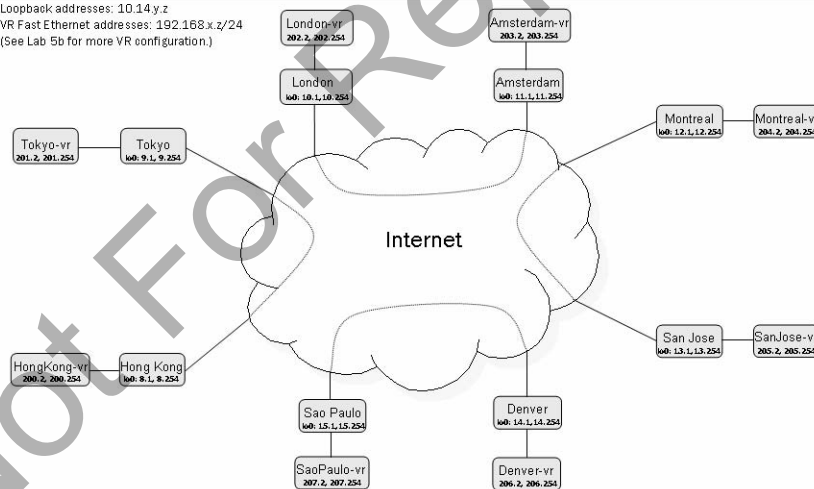 Loopback addresses: 10.14.y.z
VR Fast Ethernet addresses: 192.168.x.z/24
(See Lab 5b for more VR configuration.)
London-vr
202.2, 202.254
Amsterdam-vr
203.2, 203.254
London
lo0: 10.1,10.254
Amsterdam
lo0: 11.1,11.254
Montreal
lo0: 12.1,12.254
Montreal-v
204.2, 204.254
Tokyo-vr
201.2, 201.254
Tokyo
lo0: 9.1, 9.254
Internet
San Jose
lo0: 13.1,13.254
SanJose-v
205.2, 205.254
HongKong-vr
200.2, 200.254
Hong Kong
lo0: 8.1, 8.254
Sao Paulo
lo0: 15.1,15.254
Denver
lo0: 14.1,14.254
SaoPaulo-vr
207.2, 207.254
Denver-vr
206.2, 206.254
Not For Re